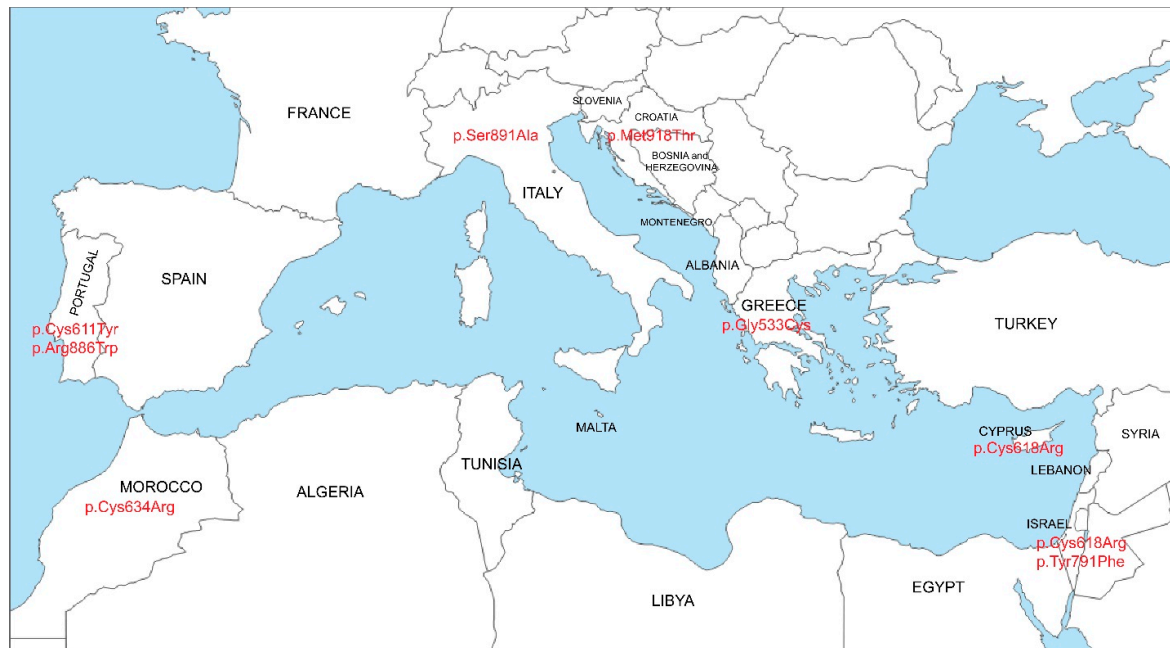 SLOVENIA
FRANCE
CROATIA
p.Ser891Ala
p.Met918Thr
BOSNIA and
HERZEGOVINA
ITALY
MONTENEGRO
PORTUGAL
SPAIN
ALBANIA
GREECE
p.Gly533Cys
TURKEY
p.Cys611Tyr
p.Arg886Trp
MALTA
CYPRUS
SYRIA
p.Cys618Arg
TUNISIA
LEBANON
MOROCCO
ALGERIA
p.Cys634Arg
ISRAEL
p.Cys618Arg
p.Tyr791Phe
EGYPT
LIBYA